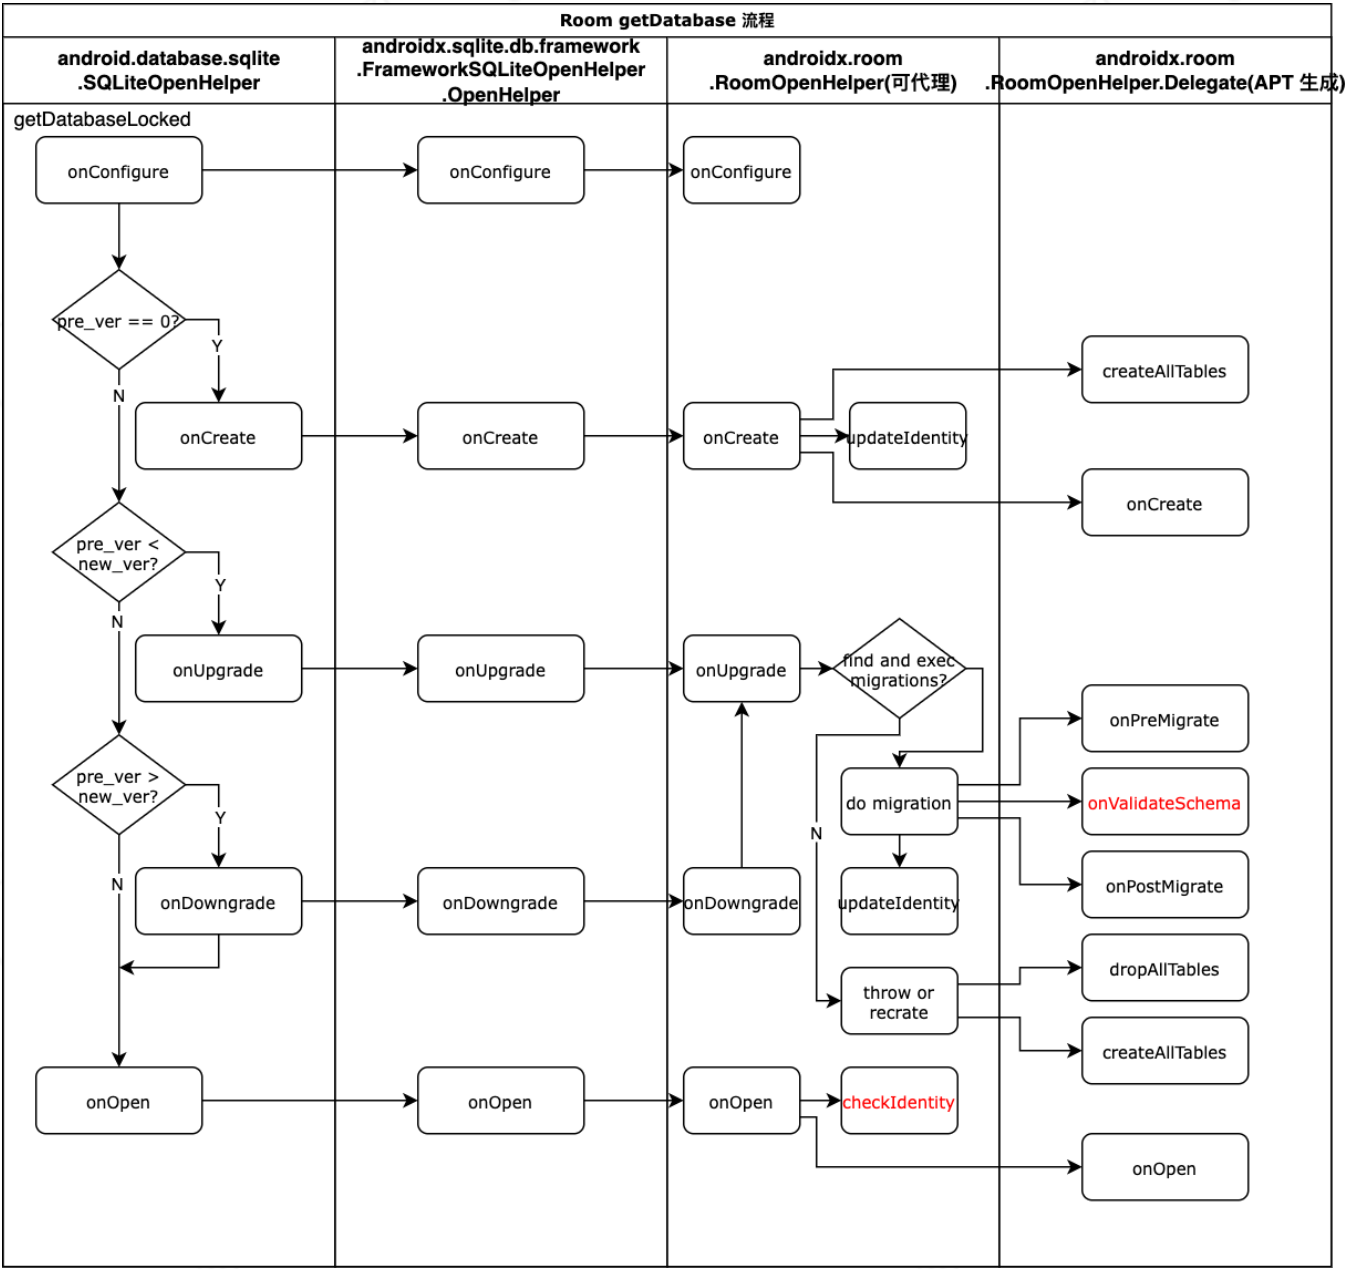 Room getDatabase 流程
android.database.sqlite
.SQLiteOpenHelper
androidx.sqlite.db.framework
.FrameworkSQLiteOpenHelper
.OpenHelper
androidx.room
.RoomOpenHelper(可代理)
androidx.room
.RoomOpenHelper.Delegate(APT 生成)
getDatabaseLocked
onConfigure
onConfigure
onConfigure
pre_ver == 0?
Y
N
createAllTables
onCreate
onCreate
onCreate
updateIdentity
onCreate
pre_ver <
new_ver?
Y
N
onUpgrade
onUpgrade
onUpgrade
find and exec
migrations?
onPreMigrate
pre_ver >
new_ver?
Y
N
do migration
onValidateSchema
N
onPostMigrate
onDowngrade
onDowngrade
onDowngrade
updateIdentity
dropAllTables
throw or
recrate
createAllTables
onOpen
onOpen
onOpen
checkIdentity
onOpen